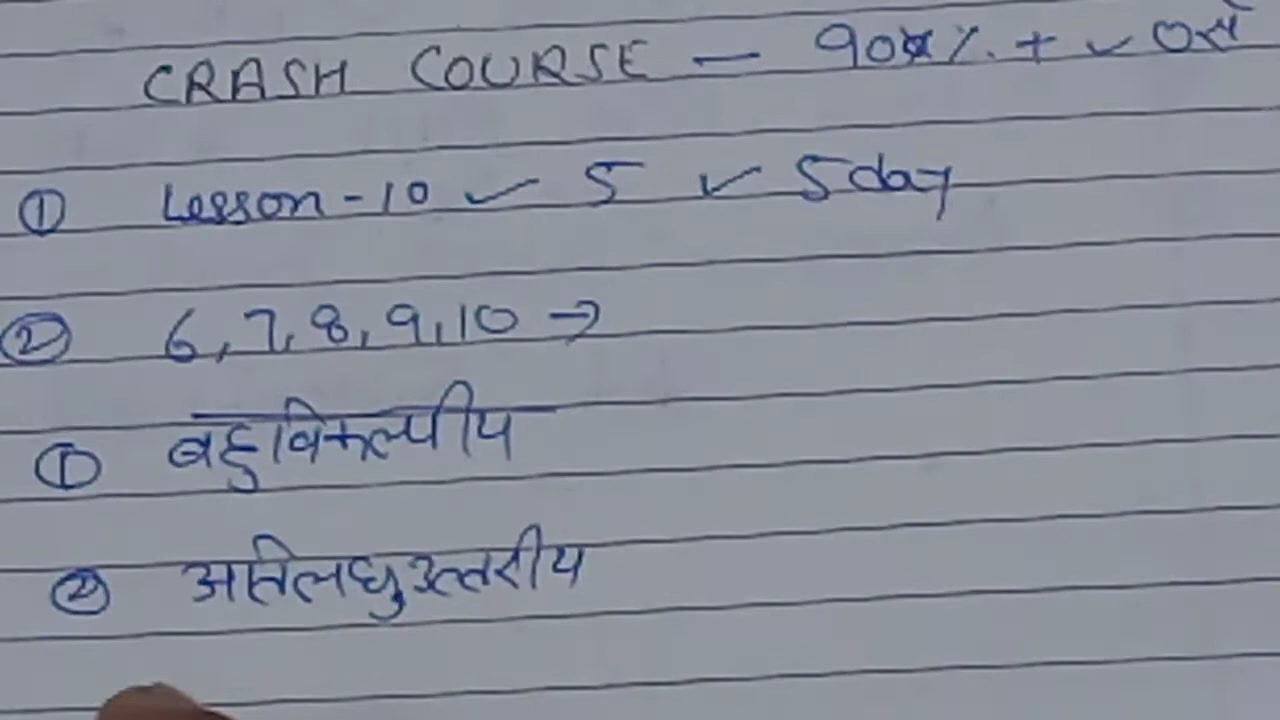 CRASH COURSE - 90% + ✓
① Lesson - 10 ✓ 5 ✓ 5 day
② 6, 7, 8, 9, 10 →
① बहुविकल्पीय
② अतिलघुउत्तरीय